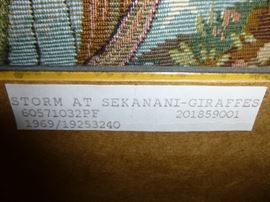 STORM AT SEKANANI-GIRAFFES
60571032PF 201859001
1969/19253240